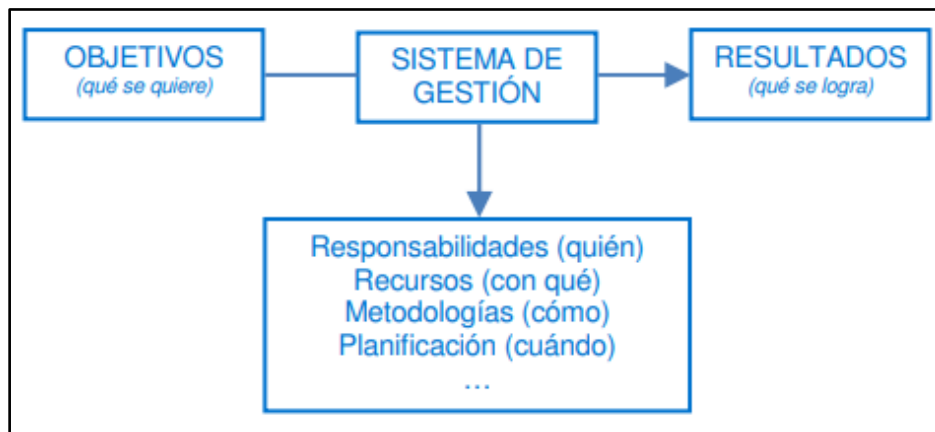 OBJETIVOS
(qué se quiere)
SISTEMA DE
GESTIÓN
RESULTADOS
(qué se logra)
Responsabilidades (quién)
Recursos (con qué)
Metodologías (cómo)
Planificación (cuándo)
…